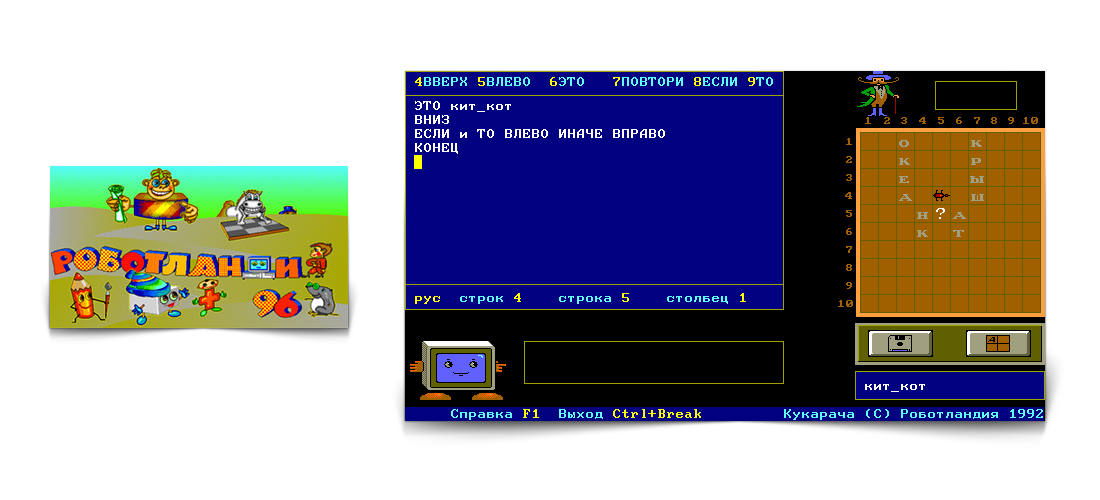 РОБОТЛАНДИЯ
96
4ВВЕРХ 5ВЛЕВО 6ЭТО 7ПОВТОРИ 8ЕСЛИ 9ТО
ЭТО кит_кот
ВНИЗ
ЕСЛИ и ТО ВЛЕВО ИНАЧЕ ВПРАВО
КОНЕЦ
рус строк 4 строка 5 столбец 1
1 2 3 4 5 6 7 8 9 10
1 О К
2 К Р
3 Е Ы
4 А Ш
5 Н ? А
6 К Т
7
8
9
10
4
кит_кот
Справка F1 Выход Ctrl+Break Кукарача (C) Роботландия 1992